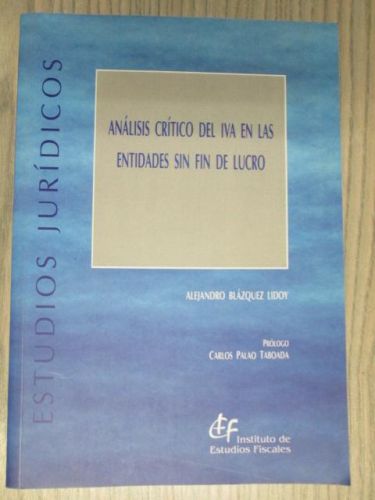 ESTUDIOS JURÍDICOS
ANÁLISIS CRÍTICO DEL IVA EN LAS
ENTIDADES SIN FIN DE LUCRO
ALEJANDRO BLÁZQUEZ LIDOY
PRÓLOGO
CARLOS PALAO TABOADA
Instituto de
Estudios Fiscales